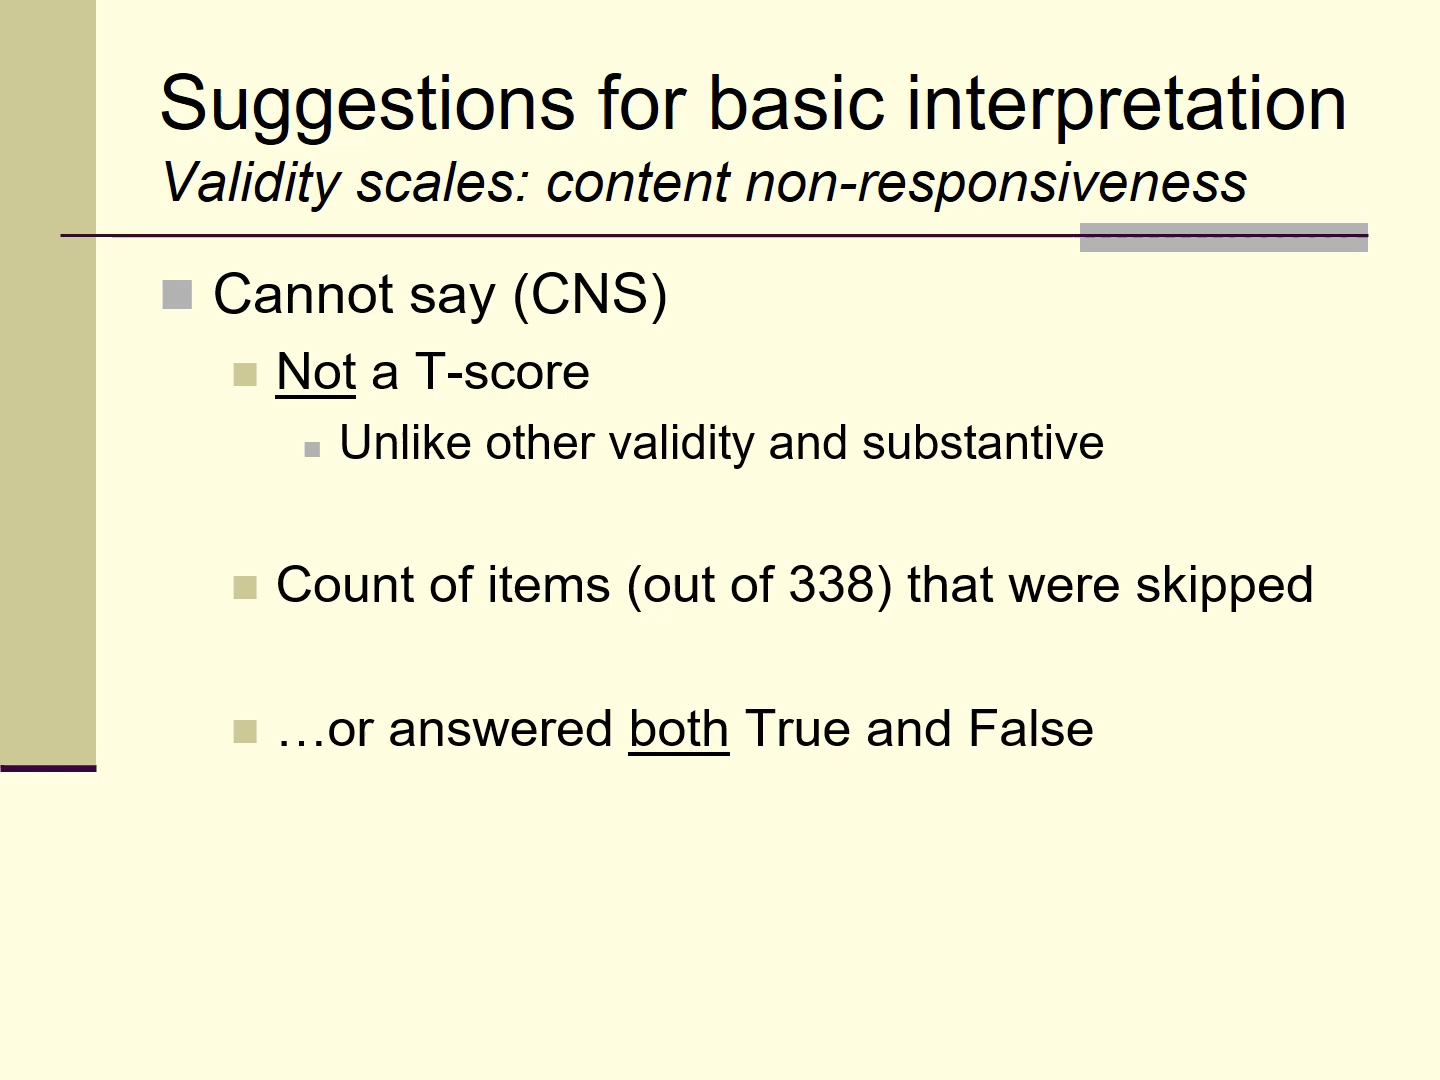 Suggestions for basic interpretation
Validity scales: content non-responsiveness
Cannot say (CNS)
Not a T-score
Unlike other validity and substantive
Count of items (out of 338) that were skipped
…or answered both True and False